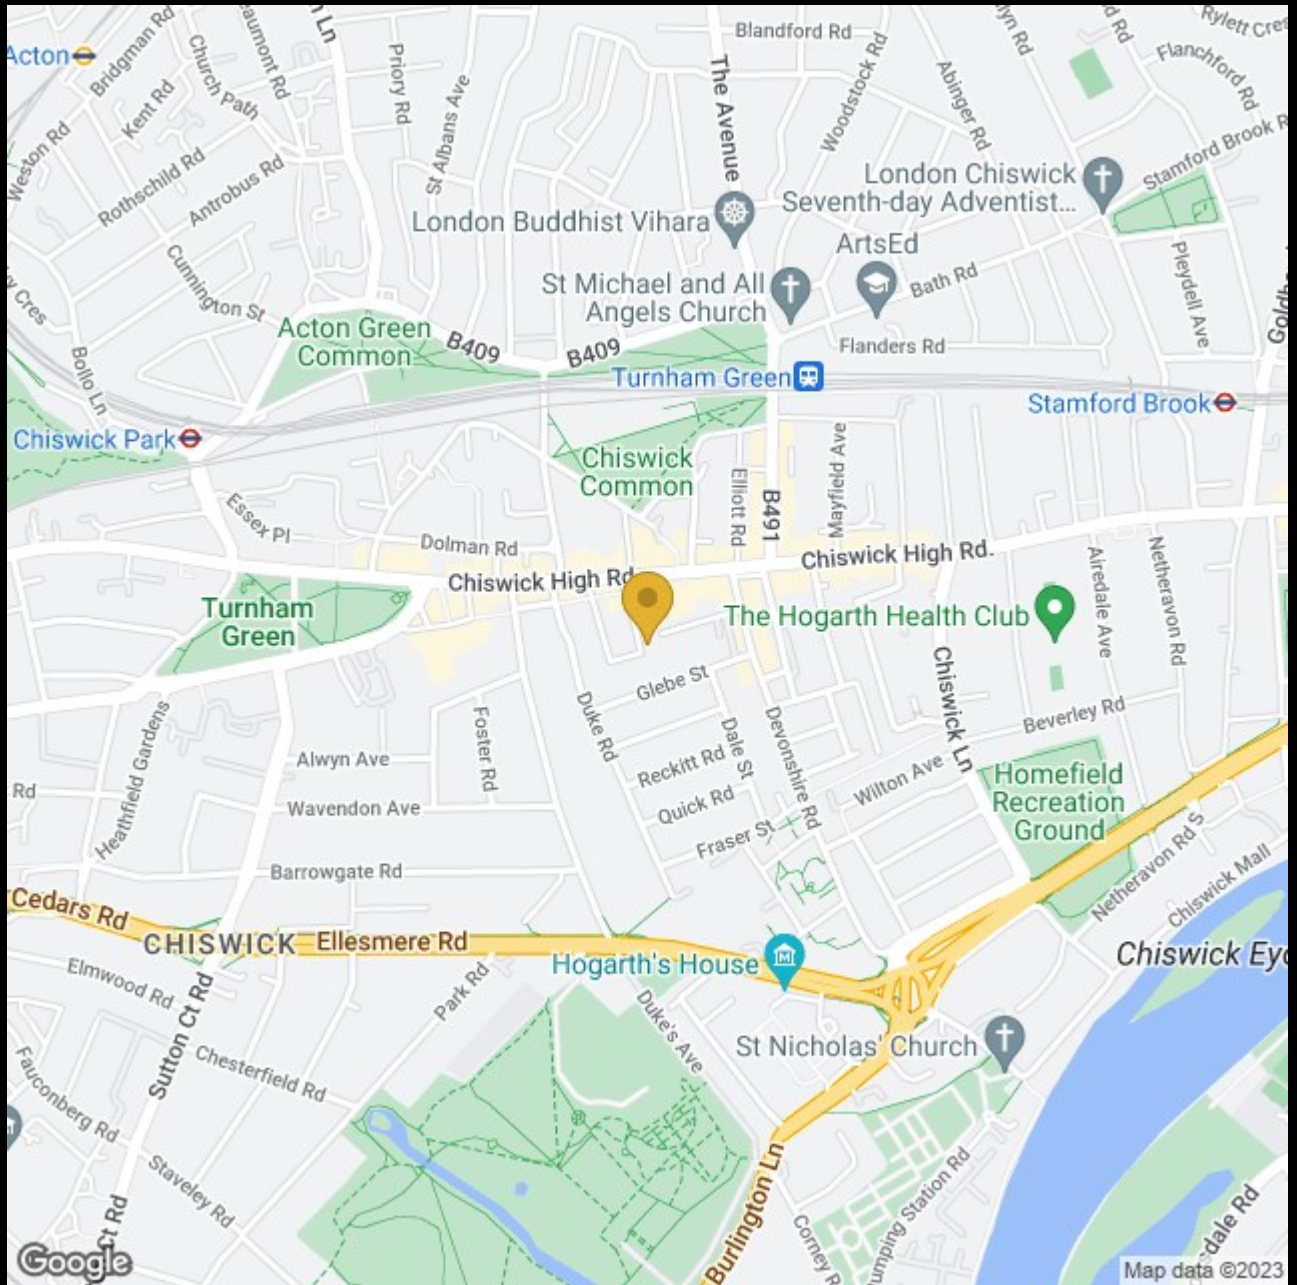 Acton
Bridgman Rd
Kent Rd
Church Path
Priory Rd
St Albans Ave
Weston Rd
Rothschild Rd
Antrobus Rd
Cunnington St
Bollo Ln
The Avenue
Blandford Rd
Woodstock Rd
Abinger Rd
Flanchford Rd
Stamford Brook R
London Buddhist Vihara
London Chiswick
Seventh-day Adventist...
St Michael and All
Angels Church
ArtsEd
Bath Rd
Pleydell Ave
Acton Green
Common
B409
B409
Flanders Rd
Turnham Green
Stamford Brook
Chiswick Park
Chiswick
Common
Elliott Rd
B491
Mayfield Ave
Essex Pl
Dolman Rd
Chiswick High Rd
Chiswick High Rd.
Airedale Ave
Netheravon Rd
Turnham
Green
The Hogarth Health Club
Glebe St
Chiswick Ln
Duke Rd
Foster Rd
Dale St
Devonshire Rd
Beverley Rd
Heathfield Gardens
Alwyn Ave
Reckitt Rd
Wilton Ave
Rd
Wavendon Ave
Quick Rd
Homefield
Recreation
Ground
Fraser St
Barrowgate Rd
Netheravon Rd S
Chiswick Mall
Cedars Rd
CHISWICK
Ellesmere Rd
Hogarth's House
Elmwood Rd
Park Rd
Sutton Ct Rd
Duke's Ave
St Nicholas' Church
Chesterfield Rd
Fauconberg Rd
Staveley Rd
Ct Rd
Burlington Ln
Google
Map data ©2023